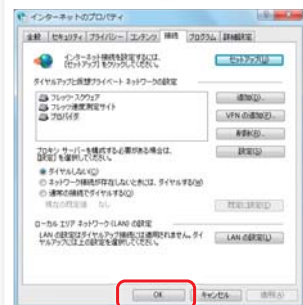 インターネットのプロパティ
全般 セキュリティ プライバシー コンテンツ 接続 プログラム 詳細設定
インターネット接続を設定するには、
[セットアップ] をクリックしてください。
セットアップ(U)
ダイヤルアップと仮想プライベート ネットワークの設定
フレッツ・スクウェア
フレッツ速度測定サイト
プロバイダ
追加(D)...
VPN の追加(P)...
削除(R)...
プロキシ サーバーを構成する必要がある場合は、
[設定] を選択してください。
設定(S)
ダイヤルしない(C)
ネットワーク接続が存在しないときには、ダイヤルする(W)
通常の接続でダイヤルする(O)
現在の既定値 なし
既定に設定(E)
ローカル エリア ネットワーク (LAN) の設定
LAN の設定はダイヤルアップ接続には適用されません。ダイ
ヤルアップには上の設定を選択してください。
LAN の設定(L)
OK
キャンセル
適用(A)